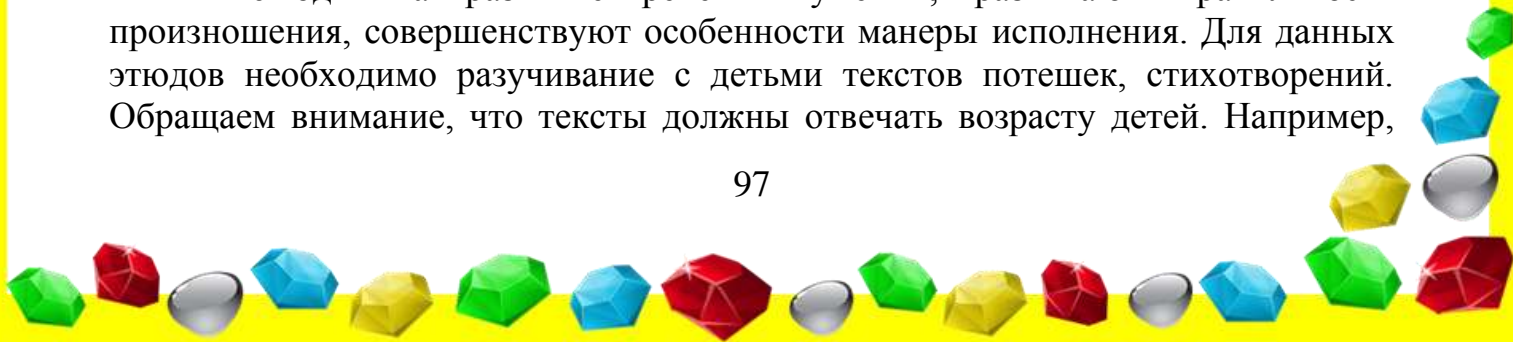 произношения, совершенствуют особенности манеры исполнения. Для данных
этюдов необходимо разучивание с детьми текстов потешек, стихотворений.
Обращаем внимание, что тексты должны отвечать возрасту детей. Например,
97